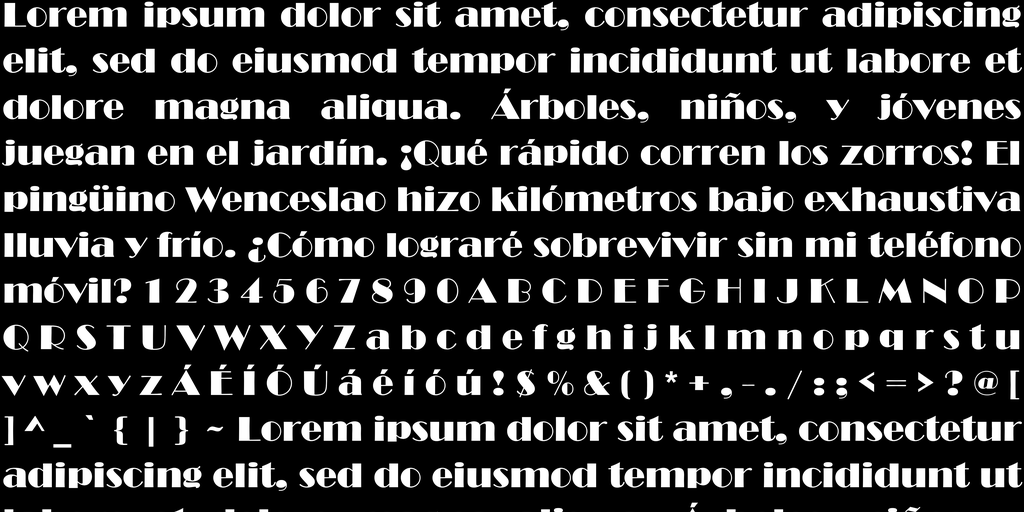 Lorem ipsum dolor sit amet, consectetur adipiscing
elit, sed do eiusmod tempor incididunt ut labore et
dolore magna aliqua. Árboles, niños, y jóvenes
juegan en el jardín. ¡Qué rápido corren los zorros! El
pingüino Wenceslao hizo kilómetros bajo exhaustiva
lluvia y frío. ¿Cómo lograré sobrevivir sin mi teléfono
móvil? 1 2 3 4 5 6 7 8 9 0 A B C D E F G H I J K L M N O P
Q R S T U V W X Y Z a b c d e f g h i j k l m n o p q r s t u
v w x y z Á É Í Ó Ú á é í ó ú ! $ % & ( ) * + , - . / : ; < = > ? @ [
] ^ _ ` { | } ~ Lorem ipsum dolor sit amet, consectetur
adipiscing elit, sed do eiusmod tempor incididunt ut